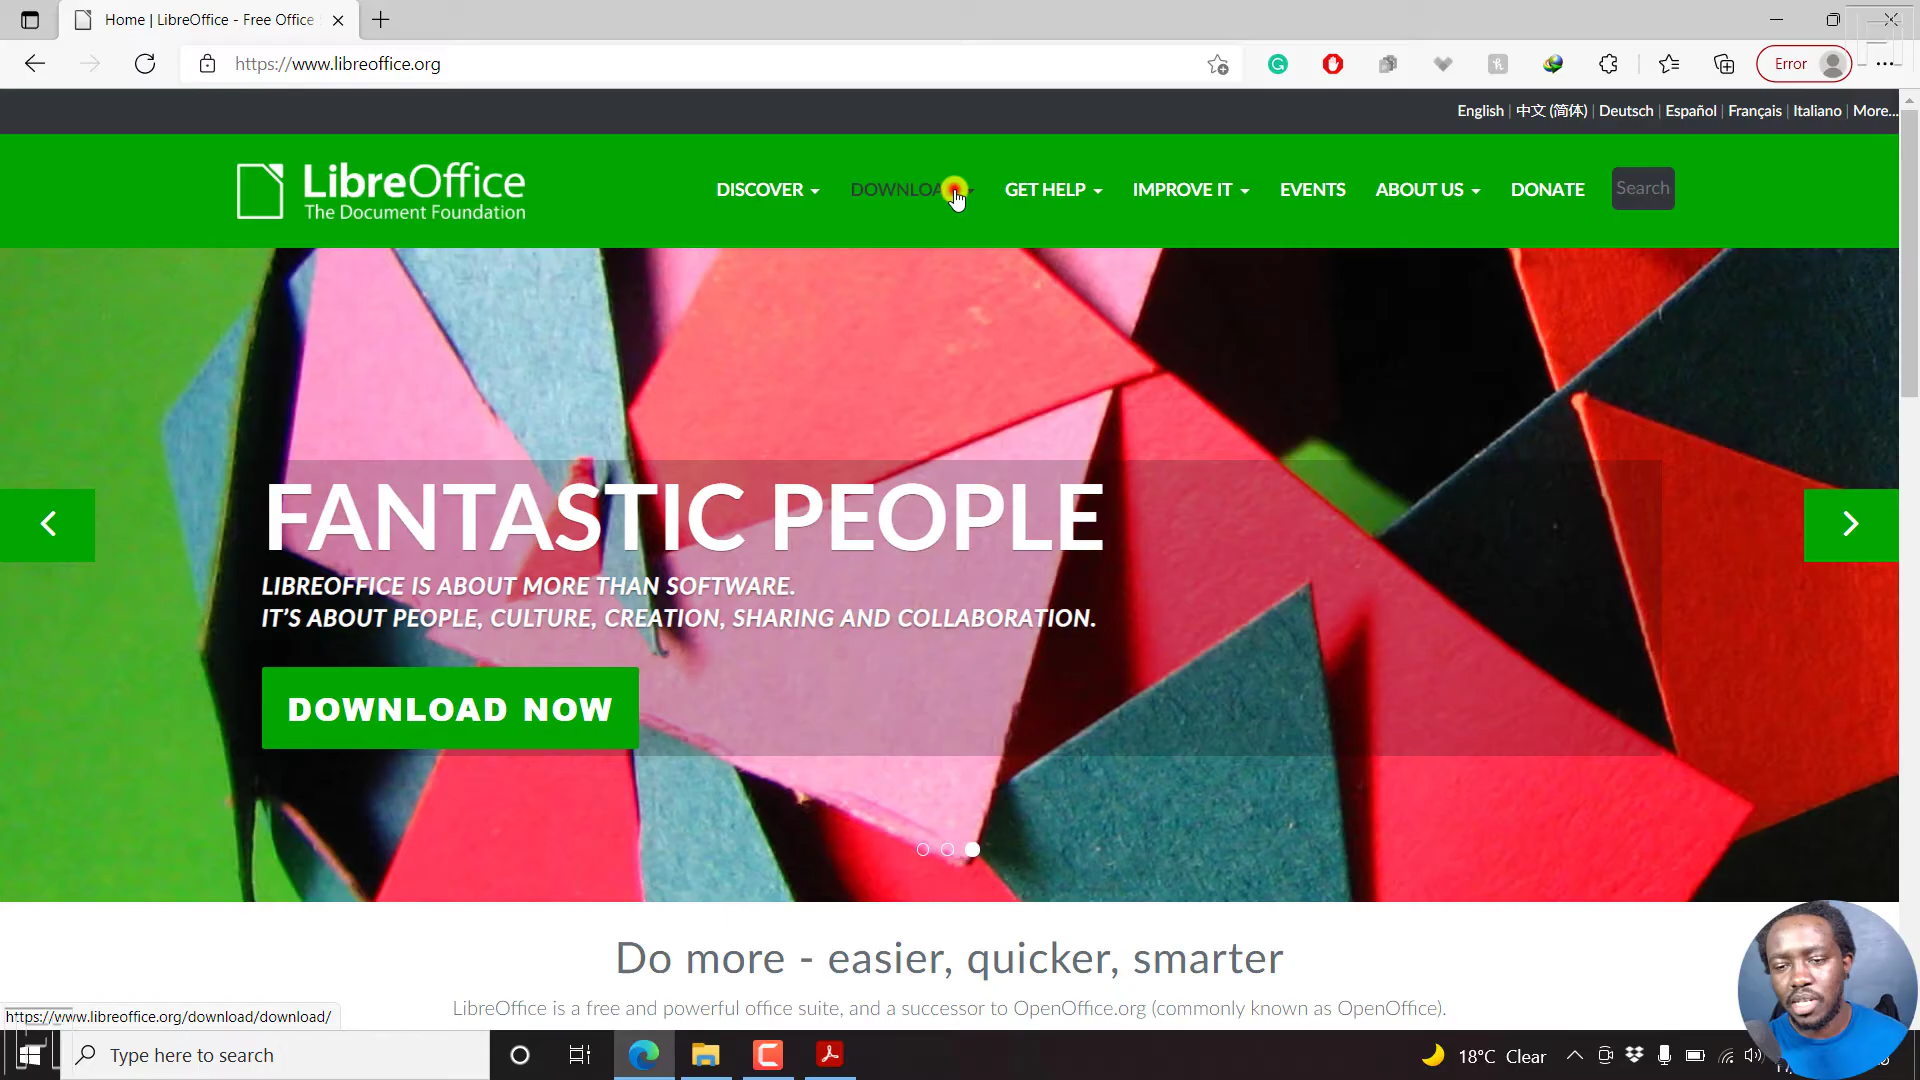 Home | LibreOffice - Free Office
https://www.libreoffice.org
Error
English | 中文 (简体) | Deutsch | Español | Français | Italiano | More...
LibreOffice
The Document Foundation
DISCOVER
GET HELP
IMPROVE IT
EVENTS
ABOUT US
DONATE
Search
FANTASTIC PEOPLE
LIBREOFFICE IS ABOUT MORE THAN SOFTWARE.
IT'S ABOUT PEOPLE, CULTURE, CREATION, SHARING AND COLLABORATION.
DOWNLOAD NOW
Do more - easier, quicker, smarter
LibreOffice is a free and powerful office suite, and a successor to OpenOffice.org (commonly known as OpenOffice).
https://www.libreoffice.org/download/download/
Type here to search
18°C Clear